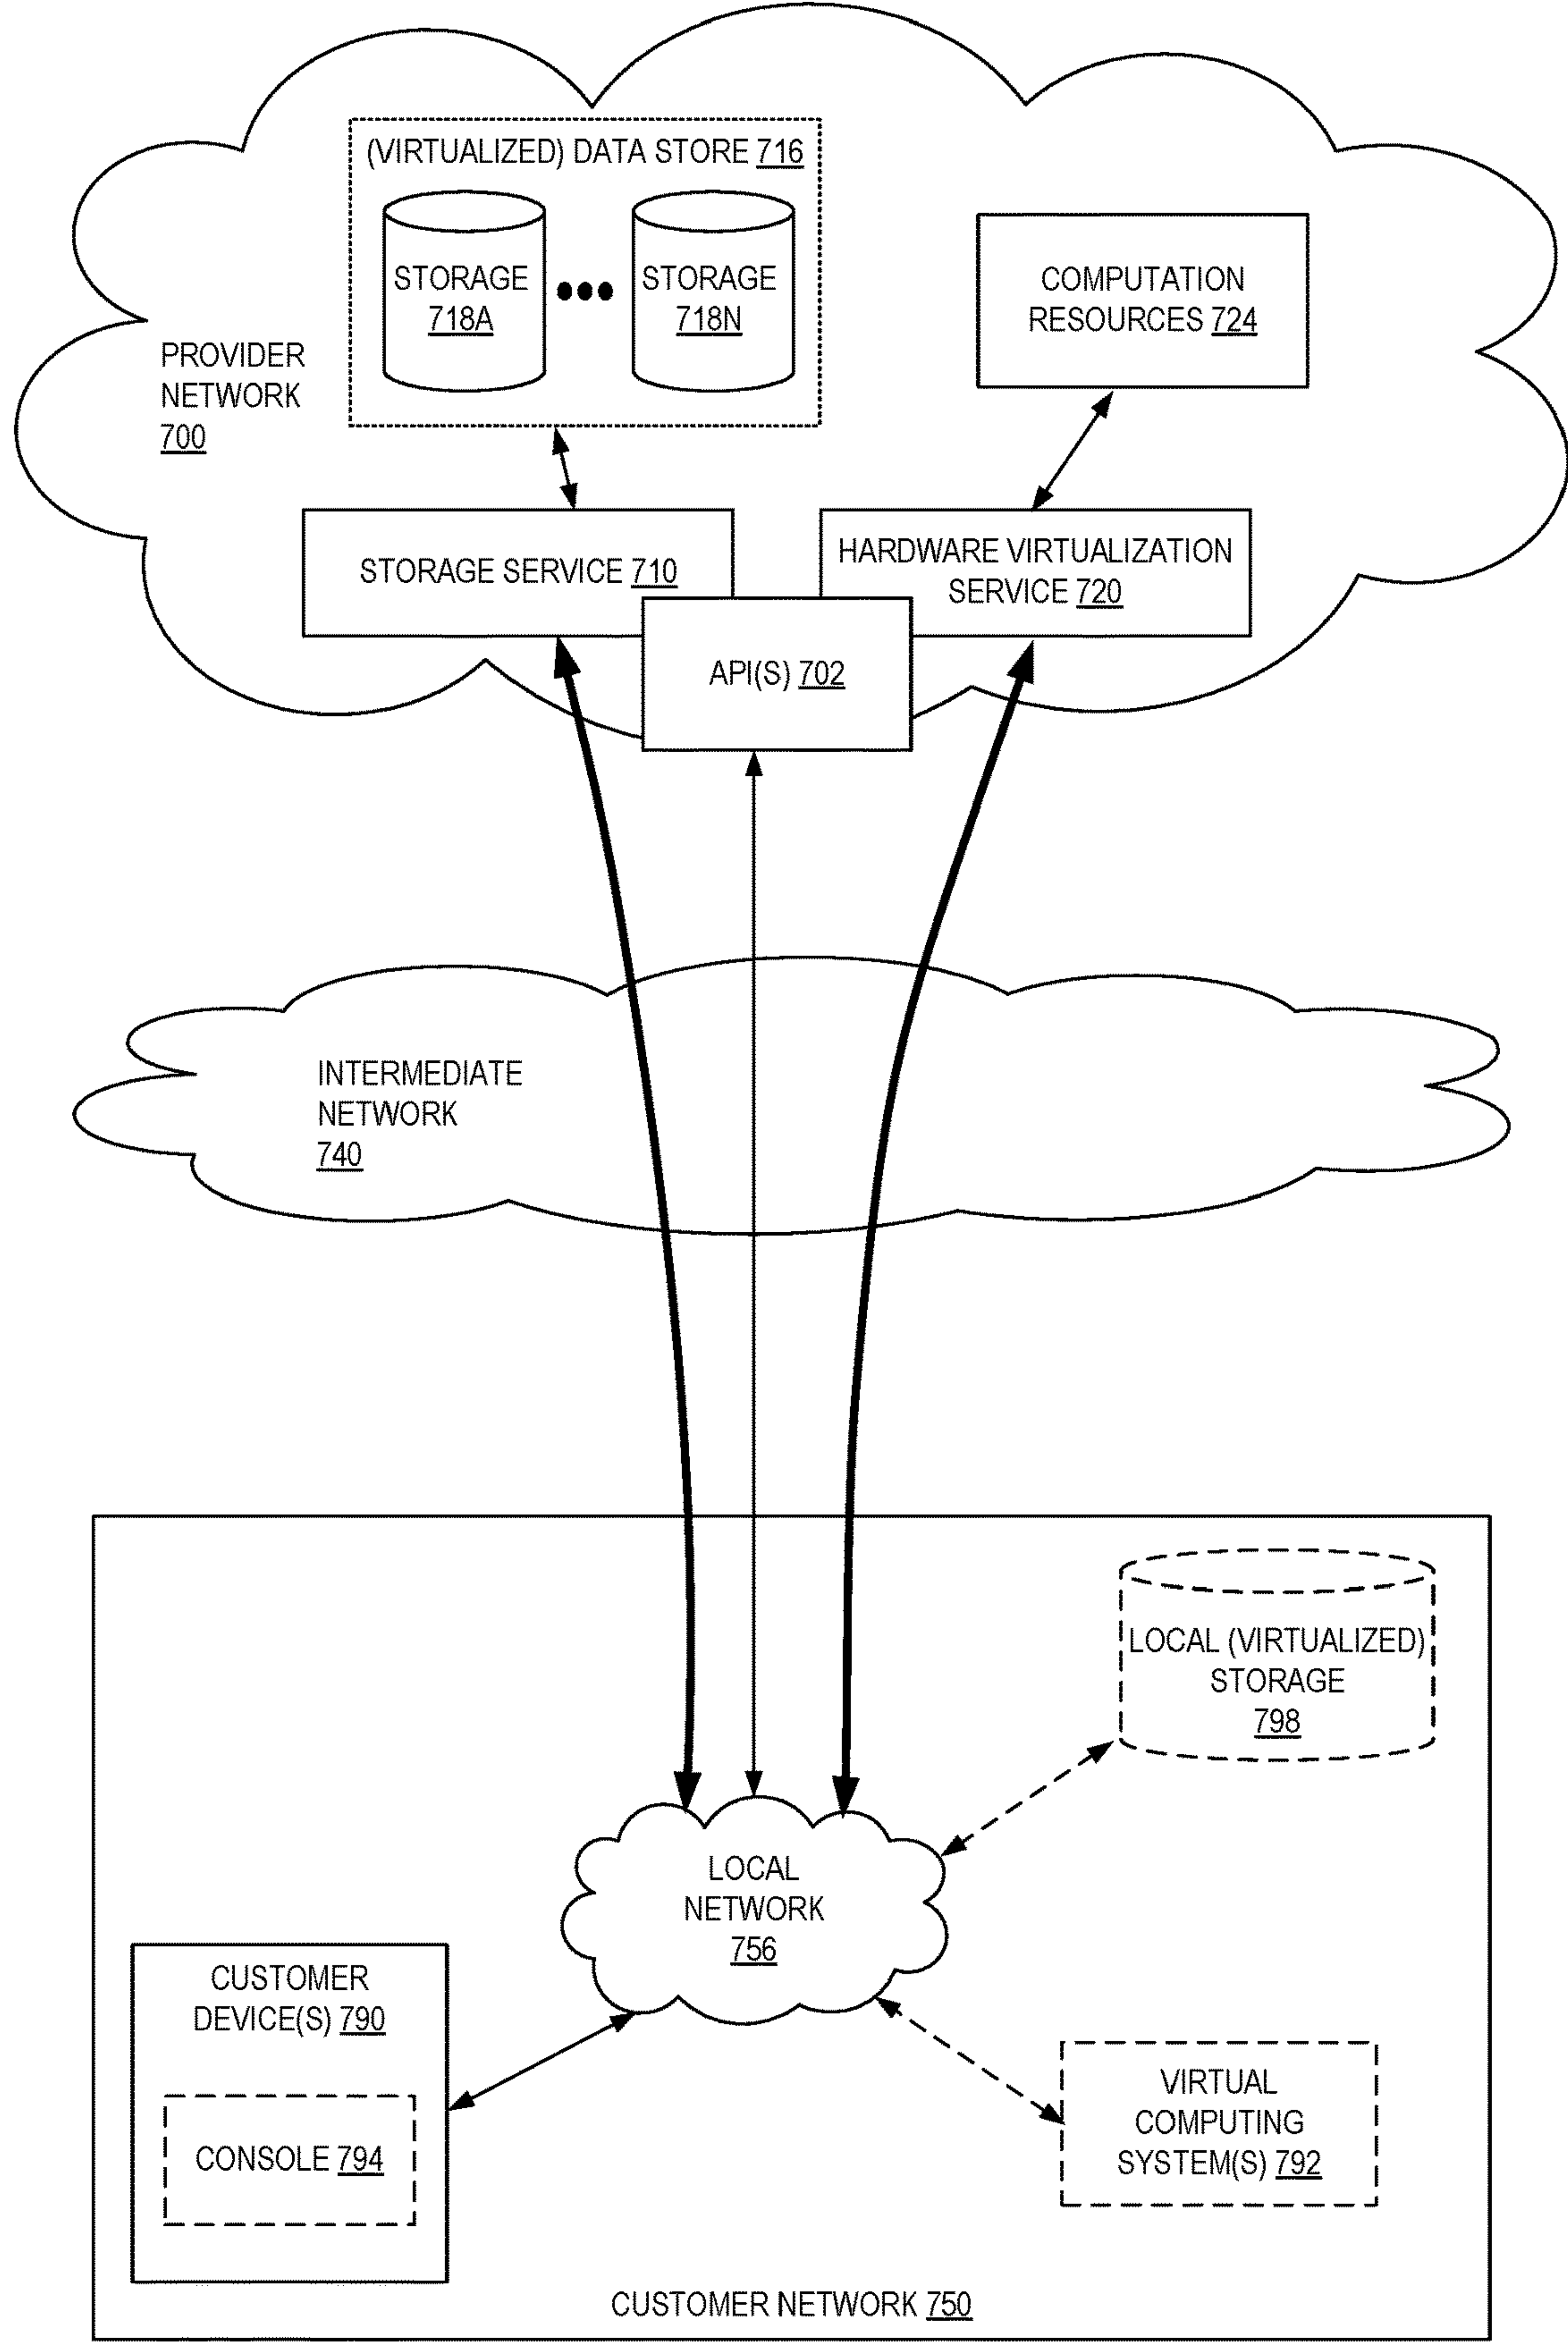 (VIRTUALIZED) DATA STORE 716
STORAGE
718A
STORAGE
718N
COMPUTATION
RESOURCES 724
PROVIDER
NETWORK
700
STORAGE SERVICE 710
HARDWARE VIRTUALIZATION
SERVICE 720
API(S) 702
INTERMEDIATE
NETWORK
740
LOCAL (VIRTUALIZED)
STORAGE
798
LOCAL
NETWORK
756
CUSTOMER
DEVICE(S) 790
CONSOLE 794
VIRTUAL
COMPUTING
SYSTEM(S) 792
CUSTOMER NETWORK 750